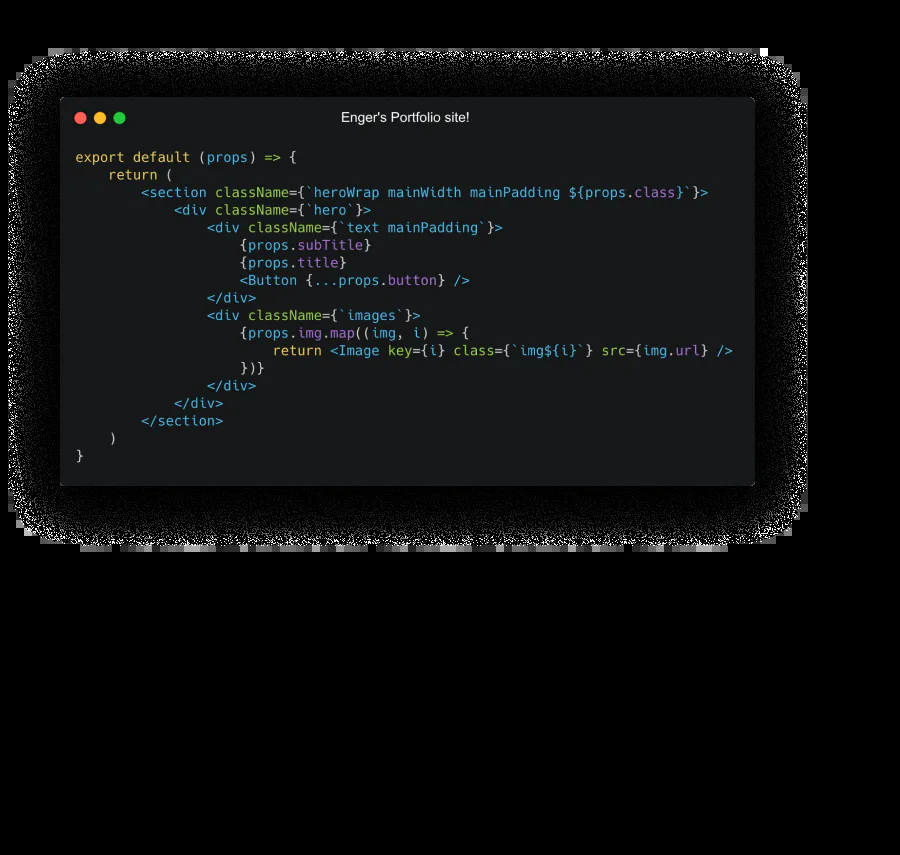 Enger's Portfolio site!
export default (props) => {
    return (
        <section className={`heroWrap mainWidth mainPadding ${props.class}`}>
            <div className={`hero`}>
                <div className={`text mainPadding`}>
                    {props.subTitle}
                    {props.title}
                    <Button {...props.button} />
                </div>
                <div className={`images`}>
                    {props.img.map((img, i) => {
                        return <Image key={i} class={`img${i}`} src={img.url} />
                    })}
                </div>
            </div>
        </section>
    )
}